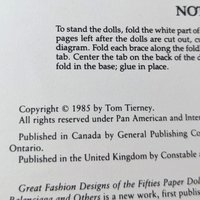 NOT
To stand the dolls, fold the white part of
pages left after the dolls are cut out, c
diagram. Fold each brace along the fold
tab. Center the tab on the back of the d
fold in the base; glue in place.
Copyright © 1985 by Tom Tierney.
All rights reserved under Pan American and Inter
Published in Canada by General Publishing Co
Ontario.
Published in the United Kingdom by Constable a
Great Fashion Designs of the Fifties Paper Doll
Balenciaga and Others is a new work, first publis